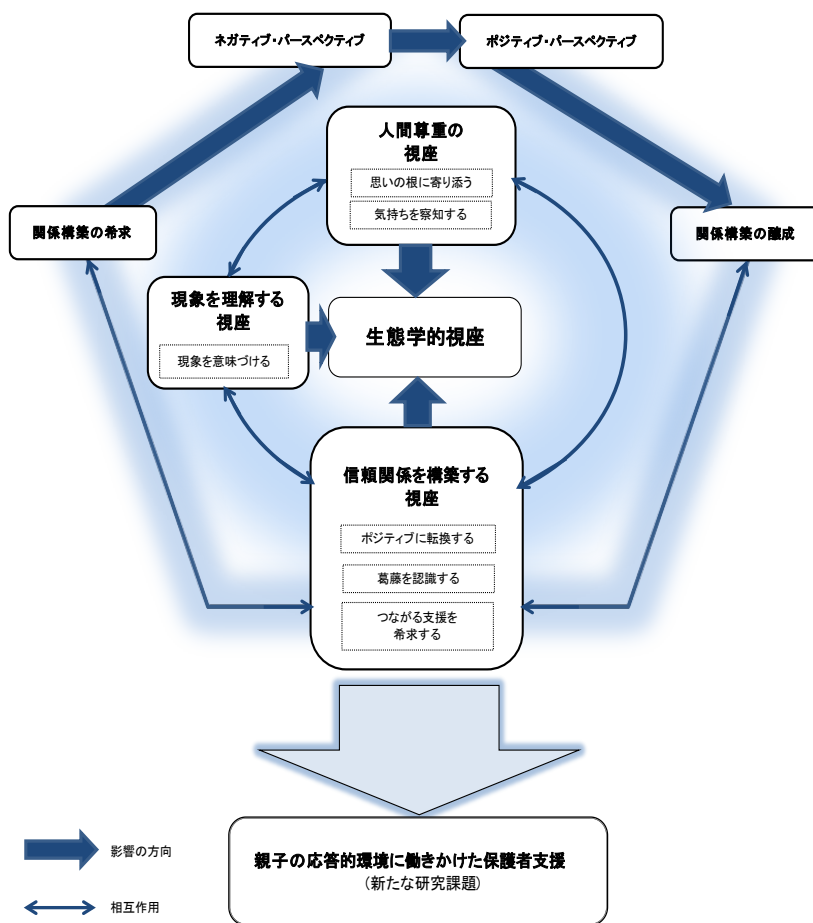 ネガティブ・パースペクティブ
ポジティブ・パースペクティブ
人間尊重の
視座
思いの根に寄り添う
気持ちを察知する
関係構築の希求
関係構築の醸成
現象を理解する
視座
現象を意味づける
生態学的視座
信頼関係を構築する
視座
ポジティブに転換する
葛藤を認識する
つながる支援を
希求する
親子の応答的環境に働きかけた保護者支援
(新たな研究課題)
影響の方向
相互作用